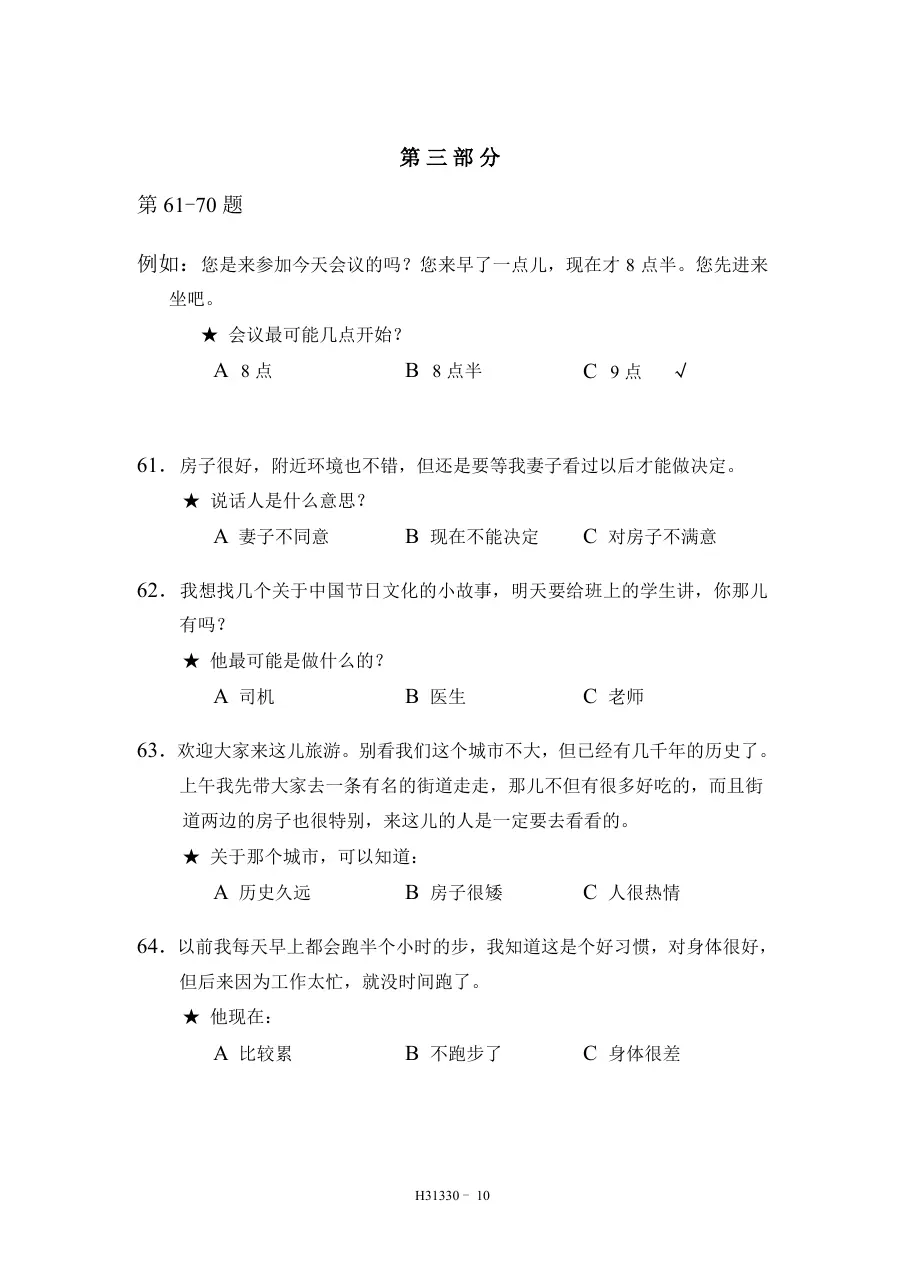 第三部分
第 61-70 题
例如：您是来参加今天会议的吗？您来早了一点儿，现在才 8 点半。您先进来
坐吧。
★ 会议最可能几点开始？
A 8 点 B 8 点半 C 9 点 √
61．房子很好，附近环境也不错，但还是要等我妻子看过以后才能做决定。
★ 说话人是什么意思？
A 妻子不同意 B 现在不能决定 C 对房子不满意
62．我想找几个关于中国节日文化的小故事，明天要给班上的学生讲，你那儿
有吗？
★ 他最可能是做什么的？
A 司机 B 医生 C 老师
63．欢迎大家来这儿旅游。别看我们这个城市不大，但已经有几千年的历史了。
上午我先带大家去一条有名的街道走走，那儿不但有很多好吃的，而且街
道两边的房子也很特别，来这儿的人是一定要去看看的。
★ 关于那个城市，可以知道：
A 历史久远 B 房子很矮 C 人很热情
64．以前我每天早上都会跑半个小时的步，我知道这是个好习惯，对身体很好，
但后来因为工作太忙，就没时间跑了。
★ 他现在：
A 比较累 B 不跑步了 C 身体很差
H31330- 10